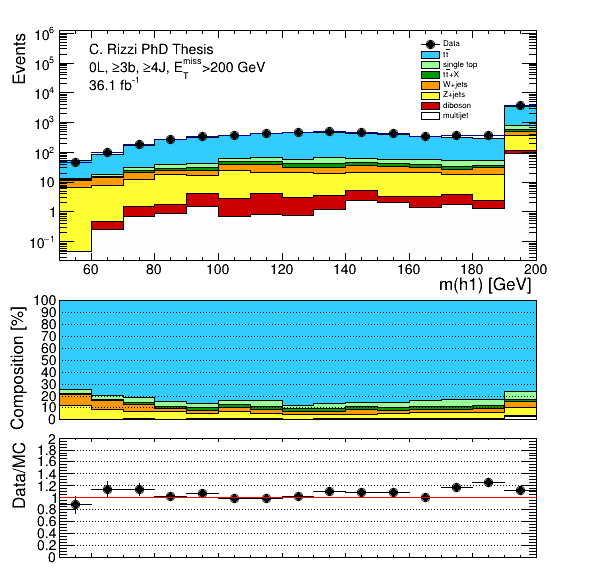 Events
10⁶
10⁵
10⁴
10³
10²
10
1
10⁻¹
C. Rizzi PhD Thesis
0L, ≥3b, ≥4J, E_T^miss>200 GeV
36.1 fb⁻¹
Data
tt̄
single top
tt̄+X
W+jets
Z+jets
diboson
multijet
60 80 100 120 140 160 180 200
m(h1) [GeV]
Composition [%]
100
90
80
70
60
50
40
30
20
10
0
Data/MC
2
1.8
1.6
1.4
1.2
1
0.8
0.6
0.4
0.2
0